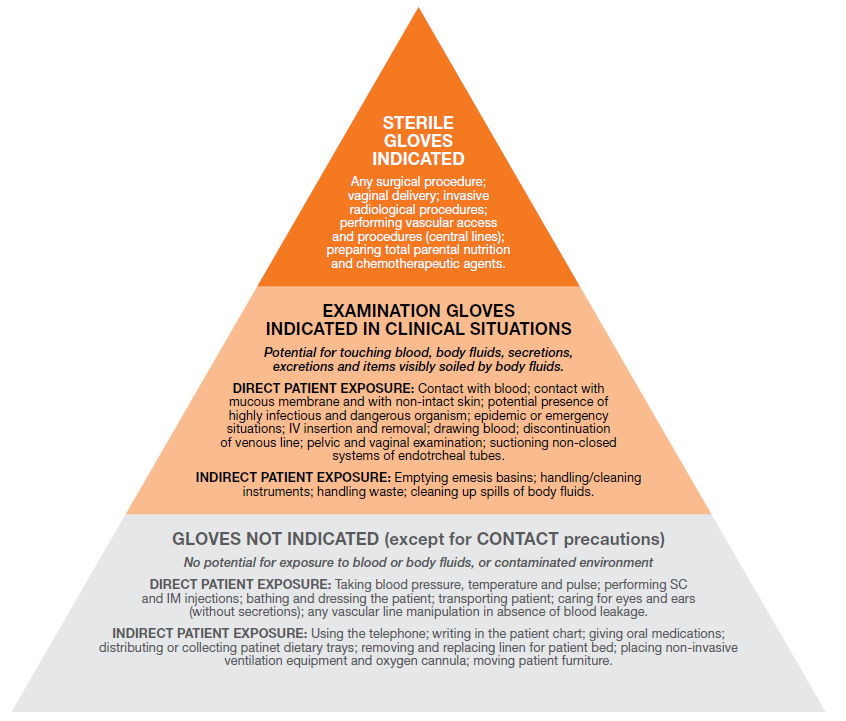 STERILE
GLOVES
INDICATED
Any surgical procedure;
vaginal delivery; invasive
radiological procedures;
performing vascular access
and procedures (central lines);
preparing total parental nutrition
and chemotherapeutic agents.
EXAMINATION GLOVES
INDICATED IN CLINICAL SITUATIONS
Potential for touching blood, body fluids, secretions,
excretions and items visibly soiled by body fluids.
DIRECT PATIENT EXPOSURE: Contact with blood; contact with
mucous membrane and with non-intact skin; potential presence of
highly infectious and dangerous organism; epidemic or emergency
situations; IV insertion and removal; drawing blood; discontinuation
of venous line; pelvic and vaginal examination; suctioning non-closed
systems of endotrcheal tubes.
INDIRECT PATIENT EXPOSURE: Emptying emesis basins; handling/cleaning
instruments; handling waste; cleaning up spills of body fluids.
GLOVES NOT INDICATED (except for CONTACT precautions)
No potential for exposure to blood or body fluids, or contaminated environment
DIRECT PATIENT EXPOSURE: Taking blood pressure, temperature and pulse; performing SC
and IM injections; bathing and dressing the patient; transporting patient; caring for eyes and ears
(without secretions); any vascular line manipulation in absence of blood leakage.
INDIRECT PATIENT EXPOSURE: Using the telephone; writing in the patient chart; giving oral medications;
distributing or collecting patinet dietary trays; removing and replacing linen for patient bed; placing non-invasive
ventilation equipment and oxygen cannula; moving patient furniture.